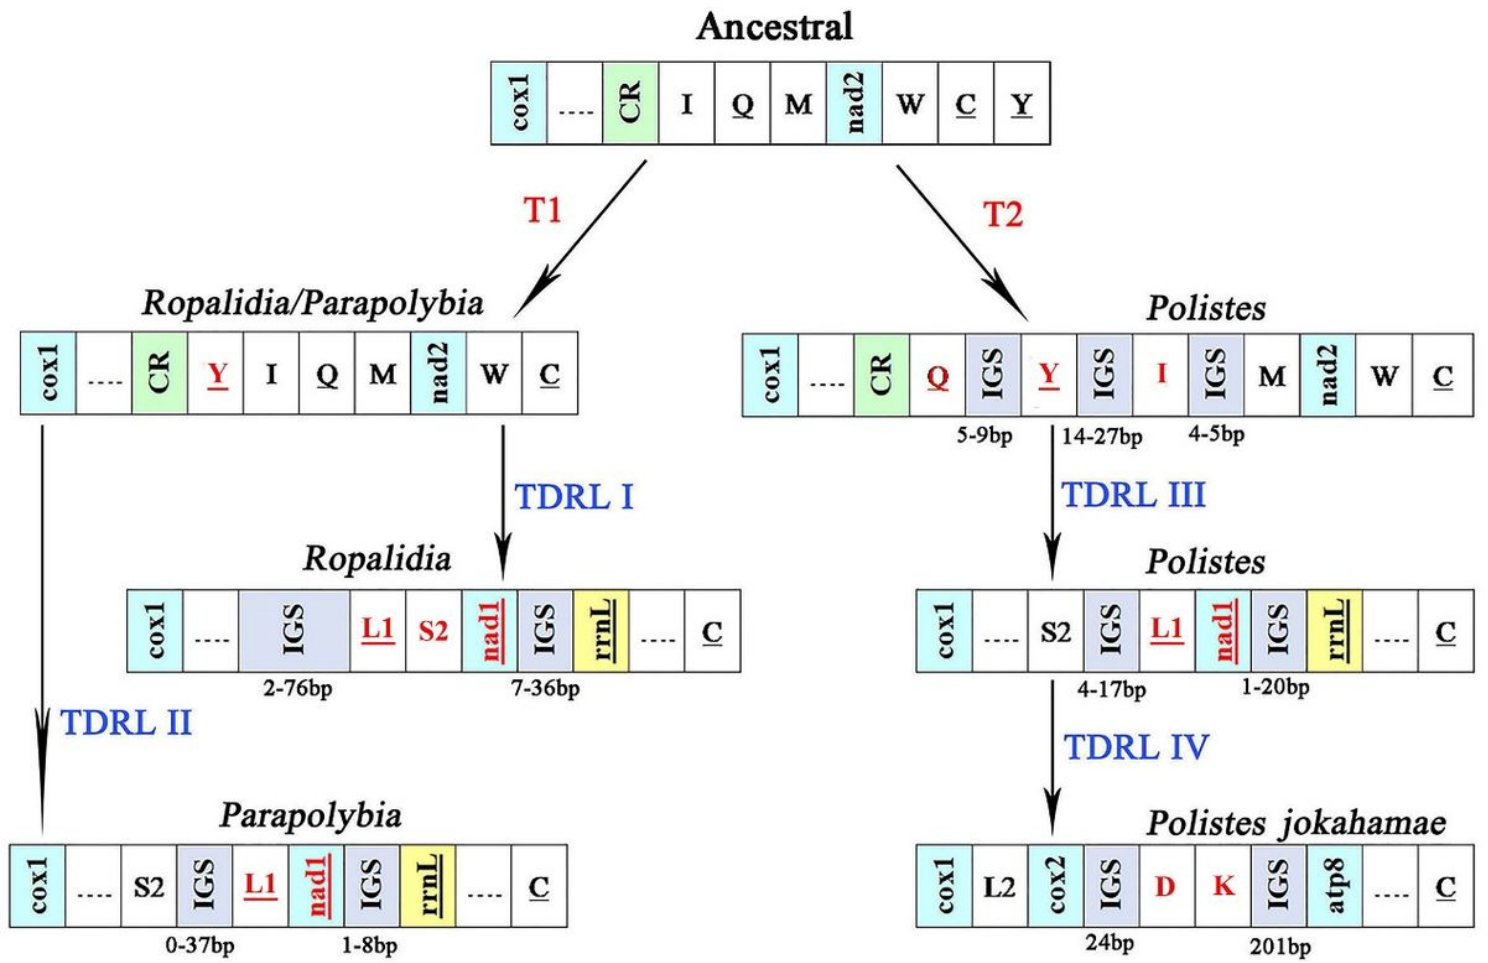 Ancestral
cox1 .... CR I Q M nad2 W C Y
T1
T2
Ropalidia/Parapolybia
cox1 .... CR Y I Q M nad2 W C
Polistes
cox1 .... CR Q IGS Y IGS I IGS M nad2 W C
5-9bp 14-27bp 4-5bp
TDRL I
TDRL III
Ropalidia
cox1 .... IGS L1 S2 nad1 IGS rrnL .... C
2-76bp 7-36bp
Polistes
cox1 .... S2 IGS L1 nad1 IGS rrnL .... C
4-17bp 1-20bp
TDRL II
TDRL IV
Parapolybia
cox1 .... S2 IGS L1 nad1 IGS rrnL .... C
0-37bp 1-8bp
Polistes jokahamae
cox1 L2 cox2 IGS D K IGS atp8 .... C
24bp 201bp